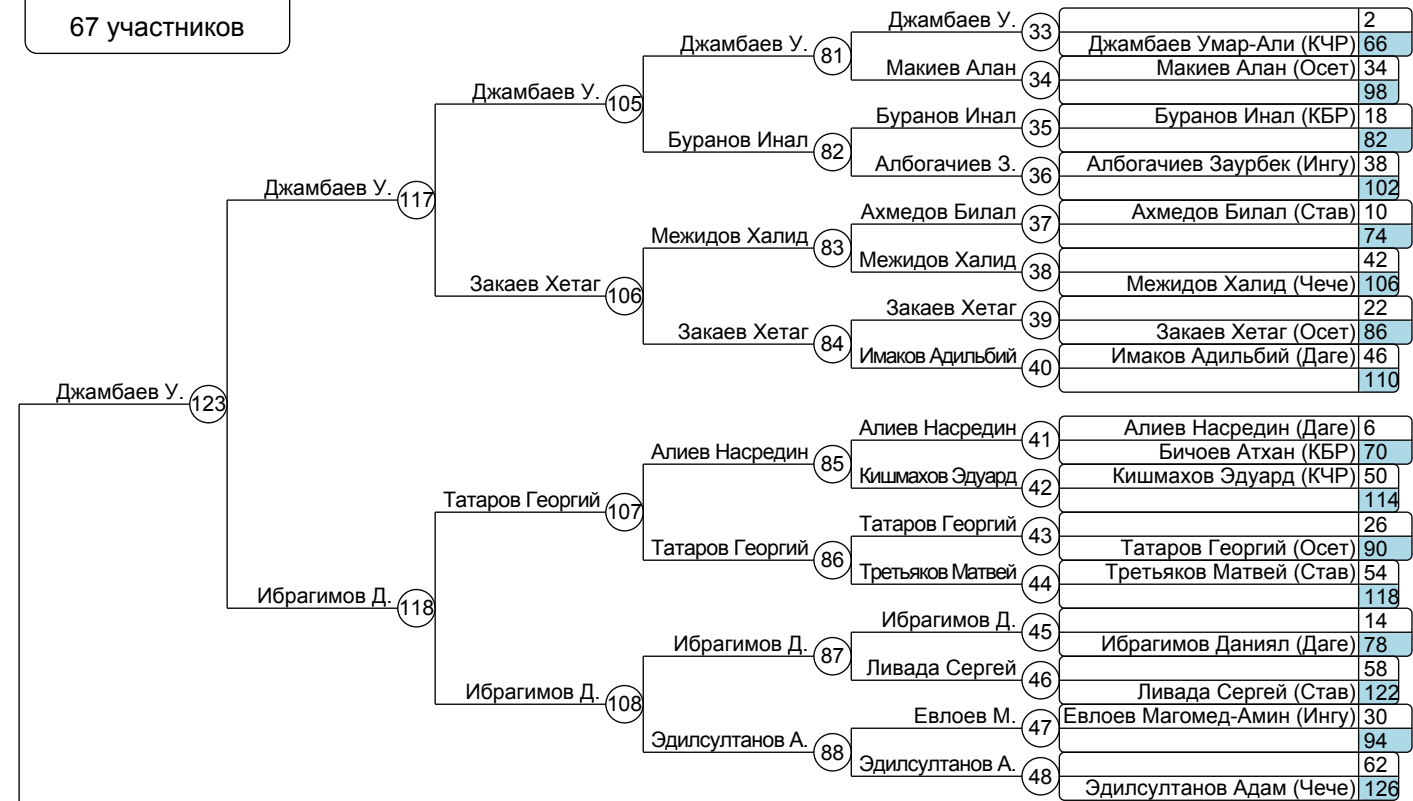 67 участников
Джамбаев У. 33 2
Джамбаев У. 81 Джамбаев Умар-Али (КЧР) 66
Макиев Алан 34 Макиев Алан (Осет) 34
98
Джамбаев У. 105
Буранов Инал 35 Буранов Инал (КБР) 18
82
Буранов Инал 82
Албогачиев З. 36 Албогачиев Заурбек (Ингу) 38
102
Джамбаев У. 117
Ахмедов Билал 37 Ахмедов Билал (Став) 10
74
Межидов Халид 83
Межидов Халид 38 42
Межидов Халид (Чече) 106
Закаев Хетаг 106
Закаев Хетаг 39 22
Закаев Хетаг (Осет) 86
Закаев Хетаг 84
Имаков Адильбий 40 Имаков Адильбий (Даге) 46
110
Джамбаев У. 123
Алиев Насредин 41 Алиев Насредин (Даге) 6
Бичоев Атхан (КБР) 70
Алиев Насредин 85
Кишмахов Эдуард 42 Кишмахов Эдуард (КЧР) 50
114
Татаров Георгий 107
Татаров Георгий 43 26
Татаров Георгий (Осет) 90
Татаров Георгий 86
Третьяков Матвей 44 Третьяков Матвей (Став) 54
118
Ибрагимов Д. 118
Ибрагимов Д. 45 14
Ибрагимов Даниял (Даге) 78
Ибрагимов Д. 87
Ливада Сергей 46 58
Ливада Сергей (Став) 122
Ибрагимов Д. 108
Евлоев М. 47 Евлоев Магомед-Амин (Ингу) 30
94
Эдилсултанов А. 88
Эдилсултанов А. 48 62
Эдилсултанов Адам (Чече) 126